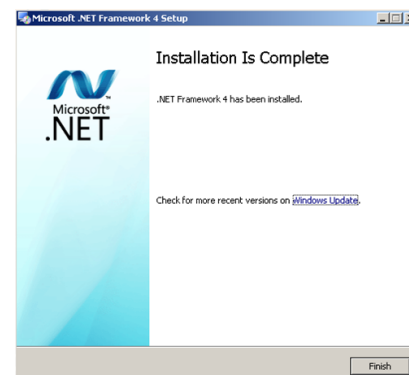 Microsoft .NET Framework 4 Setup
Installation Is Complete
Microsoft®
.NET
.NET Framework 4 has been installed.
Check for more recent versions on Windows Update.
Finish